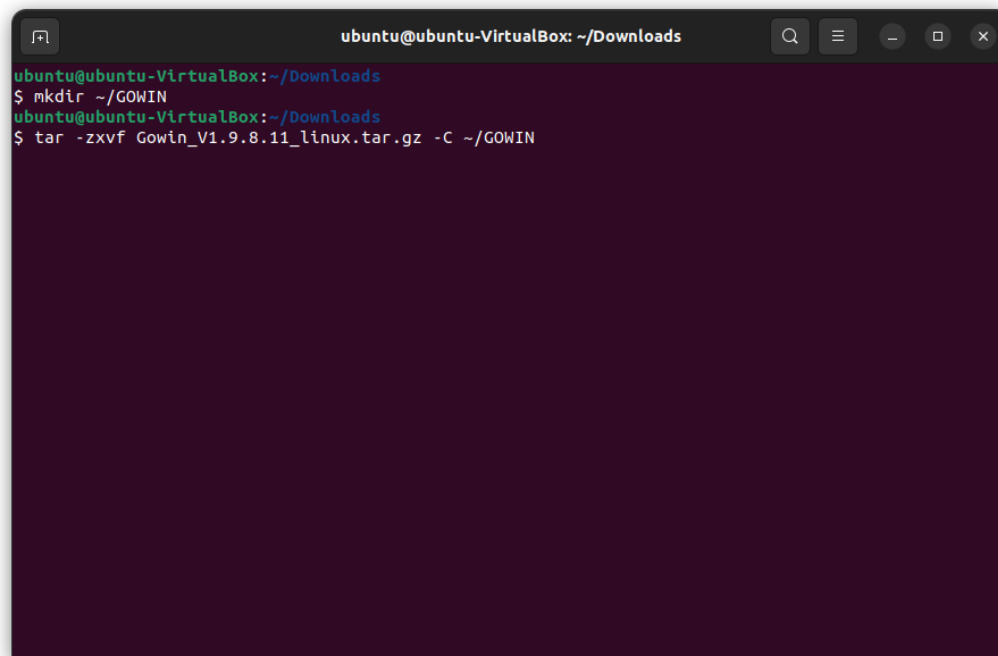 ubuntu@ubuntu-VirtualBox: ~/Downloads
ubuntu@ubuntu-VirtualBox:~/Downloads
$ mkdir ~/GOWIN
ubuntu@ubuntu-VirtualBox:~/Downloads
$ tar -zxvf Gowin_V1.9.8.11_linux.tar.gz -C ~/GOWIN